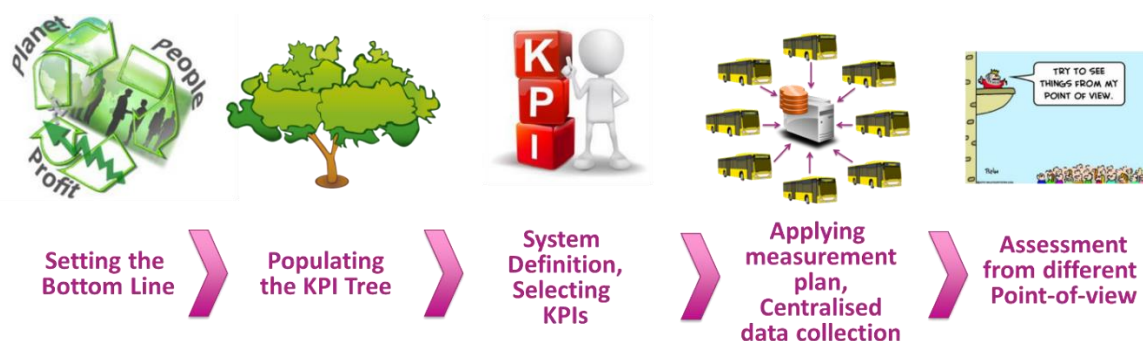 Planet
People
Profit
K
P
I
TRY TO SEE
THINGS FROM MY
POINT OF VIEW.
Setting the
Bottom Line
Populating
the KPI Tree
System
Definition,
Selecting
KPIs
Applying
measurement
plan,
Centralised
data collection
Assessment
from different
Point-of-view